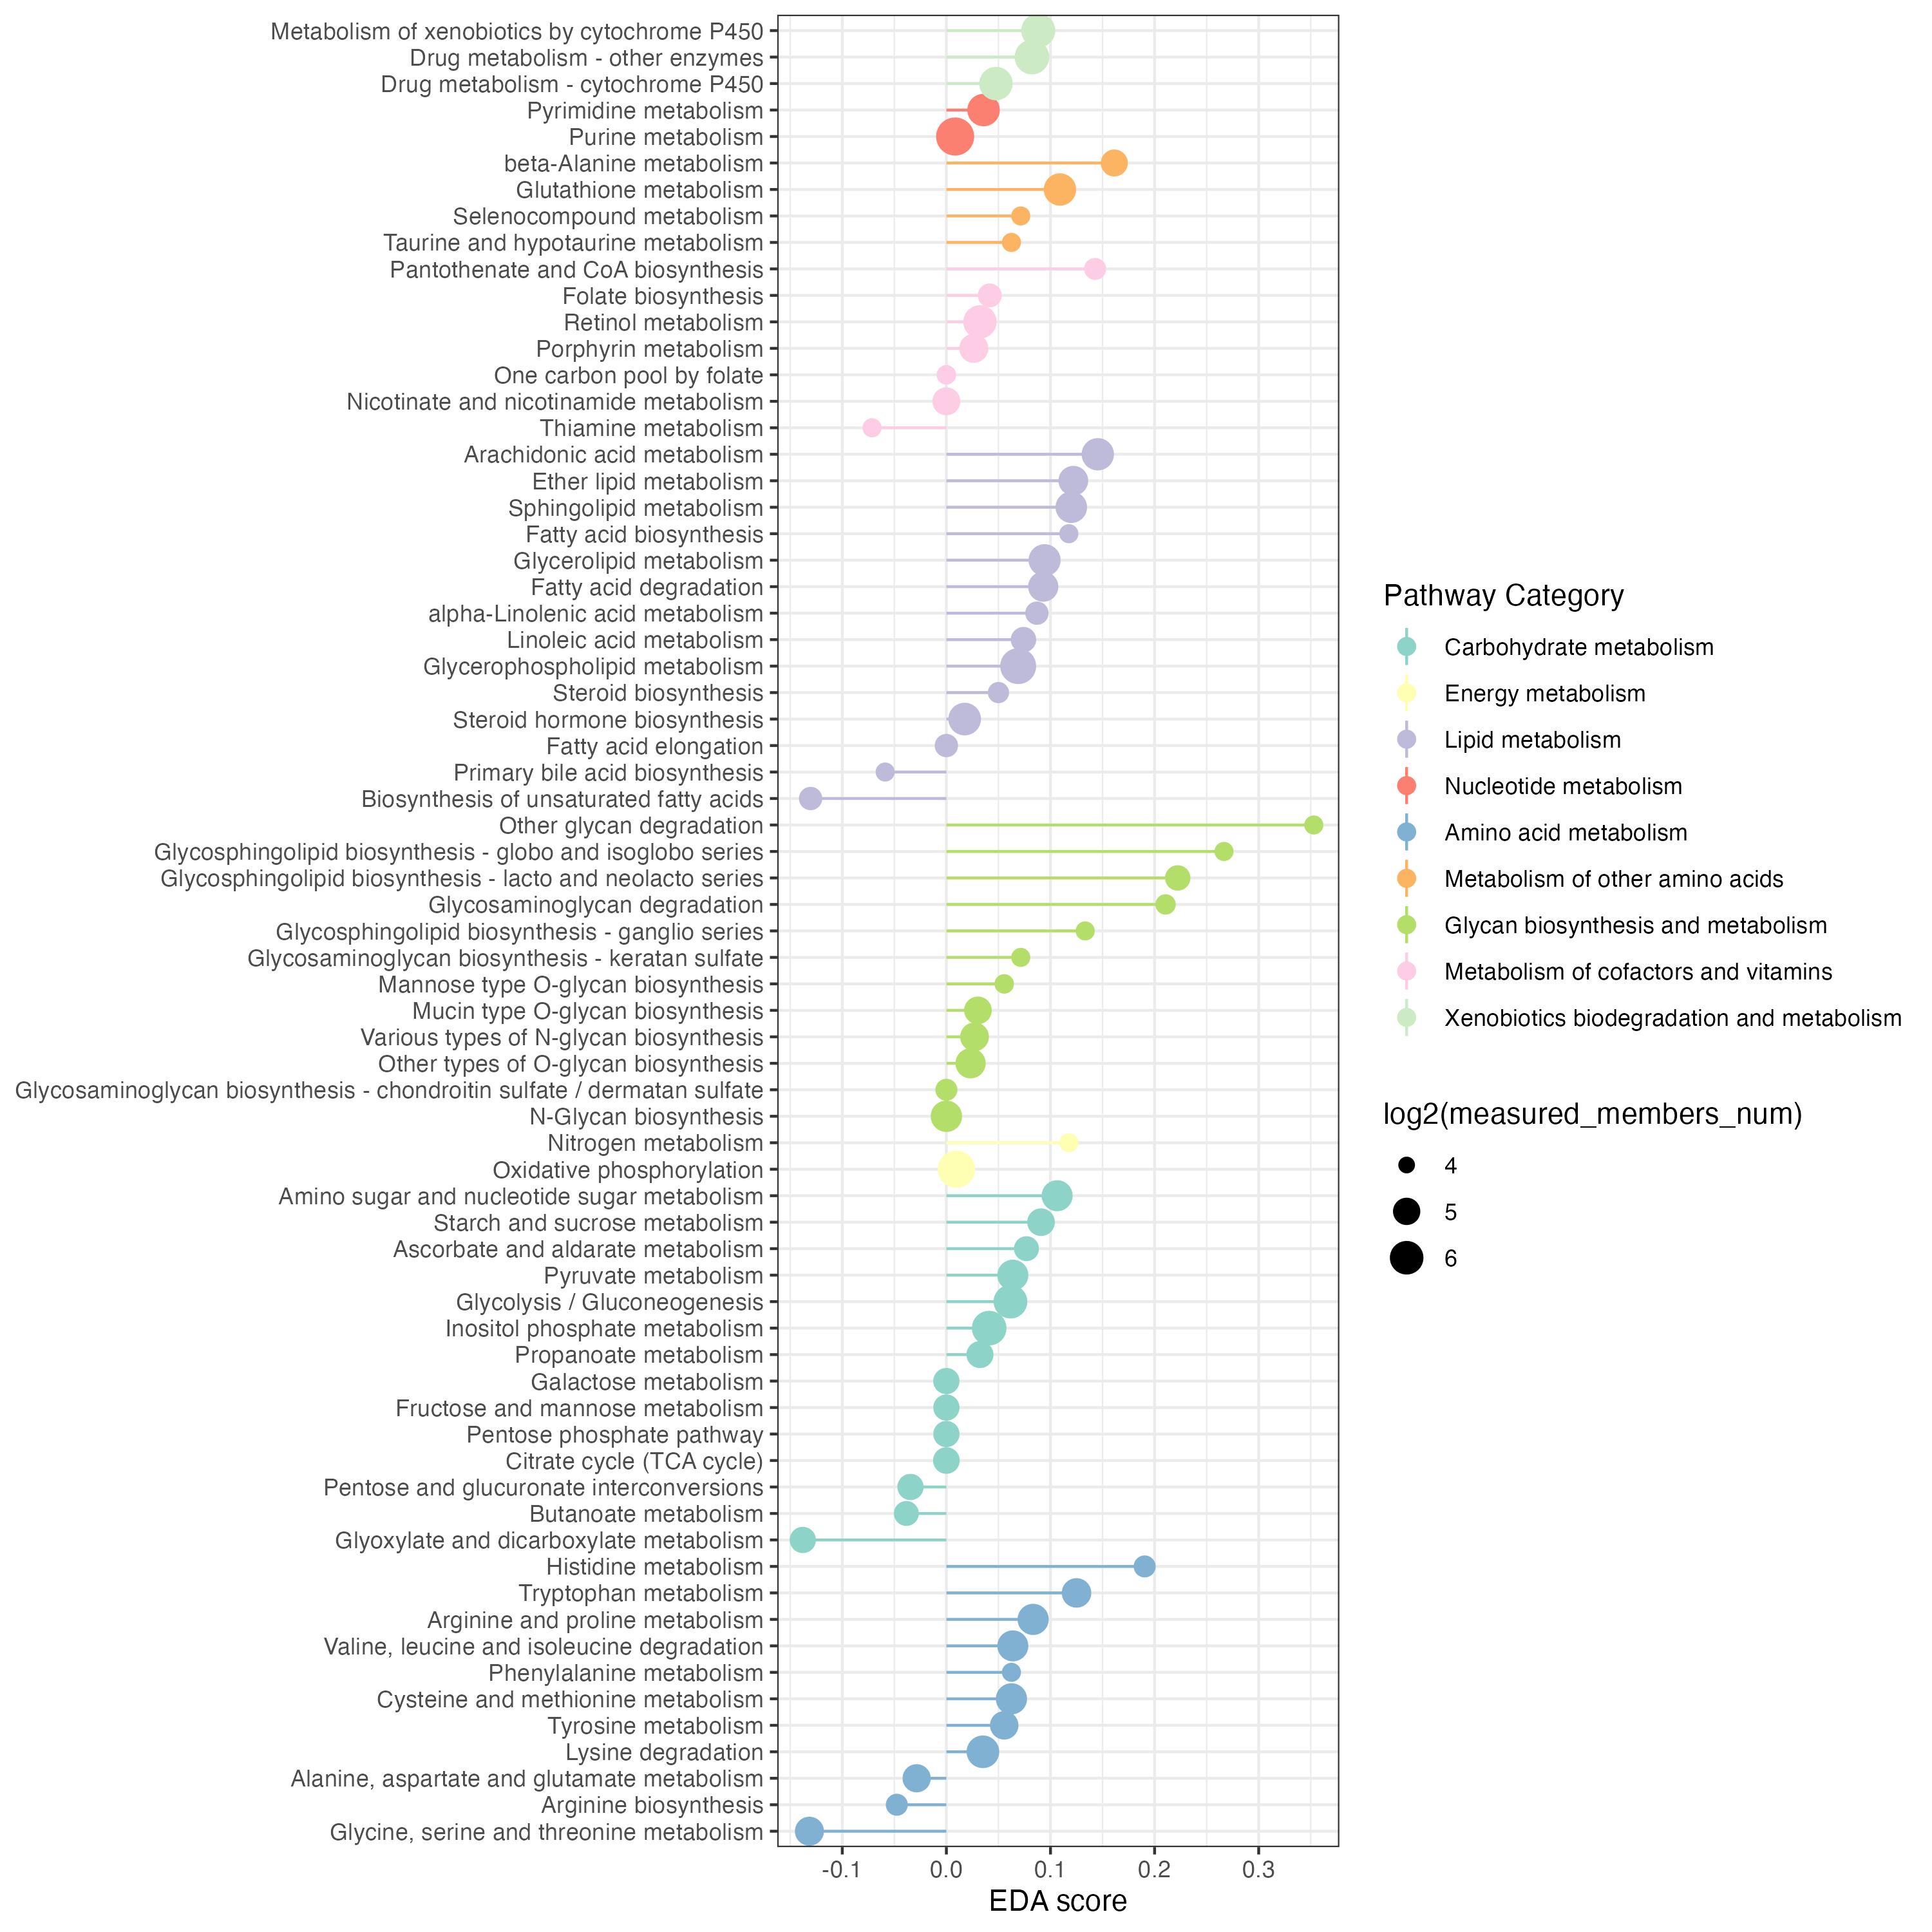 Metabolism of xenobiotics by cytochrome P450
Drug metabolism - other enzymes
Drug metabolism - cytochrome P450
Pyrimidine metabolism
Purine metabolism
beta-Alanine metabolism
Glutathione metabolism
Selenocompound metabolism
Taurine and hypotaurine metabolism
Pantothenate and CoA biosynthesis
Folate biosynthesis
Retinol metabolism
Porphyrin metabolism
One carbon pool by folate
Nicotinate and nicotinamide metabolism
Thiamine metabolism
Arachidonic acid metabolism
Ether lipid metabolism
Sphingolipid metabolism
Fatty acid biosynthesis
Glycerolipid metabolism
Fatty acid degradation
alpha-Linolenic acid metabolism
Linoleic acid metabolism
Glycerophospholipid metabolism
Steroid biosynthesis
Steroid hormone biosynthesis
Fatty acid elongation
Primary bile acid biosynthesis
Biosynthesis of unsaturated fatty acids
Other glycan degradation
Glycosphingolipid biosynthesis - globo and isoglobo series
Glycosphingolipid biosynthesis - lacto and neolacto series
Glycosaminoglycan degradation
Glycosphingolipid biosynthesis - ganglio series
Glycosaminoglycan biosynthesis - keratan sulfate
Mannose type O-glycan biosynthesis
Mucin type O-glycan biosynthesis
Various types of N-glycan biosynthesis
Other types of O-glycan biosynthesis
Glycosaminoglycan biosynthesis - chondroitin sulfate / dermatan sulfate
N-Glycan biosynthesis
Nitrogen metabolism
Oxidative phosphorylation
Amino sugar and nucleotide sugar metabolism
Starch and sucrose metabolism
Ascorbate and aldarate metabolism
Pyruvate metabolism
Glycolysis / Gluconeogenesis
Inositol phosphate metabolism
Propanoate metabolism
Galactose metabolism
Fructose and mannose metabolism
Pentose phosphate pathway
Citrate cycle (TCA cycle)
Pentose and glucuronate interconversions
Butanoate metabolism
Glyoxylate and dicarboxylate metabolism
Histidine metabolism
Tryptophan metabolism
Arginine and proline metabolism
Valine, leucine and isoleucine degradation
Phenylalanine metabolism
Cysteine and methionine metabolism
Tyrosine metabolism
Lysine degradation
Alanine, aspartate and glutamate metabolism
Arginine biosynthesis
Glycine, serine and threonine metabolism
-0.1 0.0 0.1 0.2 0.3
EDA score
Pathway Category
Carbohydrate metabolism
Energy metabolism
Lipid metabolism
Nucleotide metabolism
Amino acid metabolism
Metabolism of other amino acids
Glycan biosynthesis and metabolism
Metabolism of cofactors and vitamins
Xenobiotics biodegradation and metabolism
log2(measured_members_num)
4
5
6